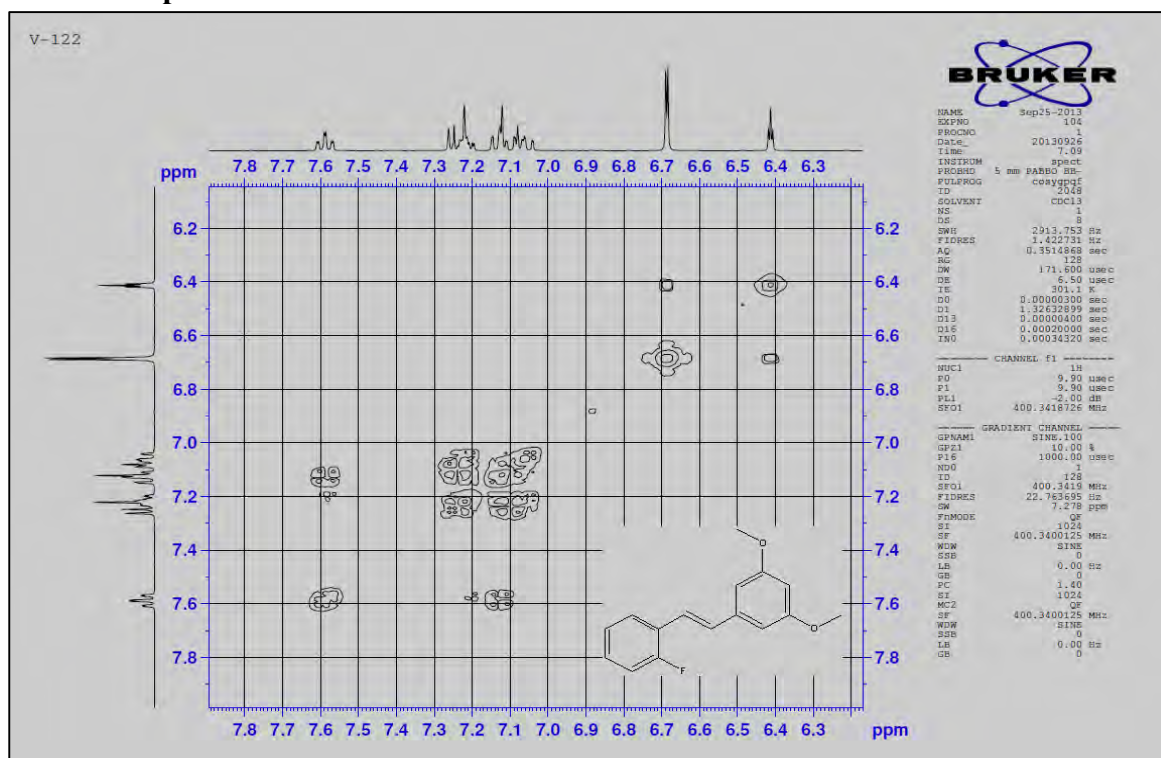 V-122
BRUKER
NAME Sep25-2013
EXPNO 104
PROCNO 1
Date_ 20130926
Time 7.09
INSTRUM spect
PROBHD 5 mm PABBO BB-
PULPROG cosygpqf
TD 2048
SOLVENT CDCl3
NS 1
DS 8
SWH 2913.753 Hz
FIDRES 1.422731 Hz
AQ 0.3514868 sec
RG 128
DW 171.600 usec
DE 6.50 usec
TE 301.1 K
D0 0.00000300 sec
D1 1.32632899 sec
D13 0.00000400 sec
D16 0.00020000 sec
IN0 0.00034320 sec
CHANNEL f1
NUC1 1H
P0 9.90 usec
P1 9.90 usec
PL1 -2.00 dB
SFO1 400.3418726 MHz
GRADIENT CHANNEL
GPNAM1 SINE.100
GPZ1 10.00 %
P16 1000.00 usec
ND0 1
TD 128
SFO1 400.3419 MHz
FIDRES 22.763695 Hz
SW 7.278 ppm
FnMODE QF
SI 1024
SF 400.3400125 MHz
WDW SINE
SSB 0
LB 0.00 Hz
GB 0
PC 1.40
SI 1024
MC2 QF
SF 400.3400125 MHz
WDW SINE
SSB 0
LB 0.00 Hz
GB 0
ppm 7.8 7.7 7.6 7.5 7.4 7.3 7.2 7.1 7.0 6.9 6.8 6.7 6.6 6.5 6.4 6.3
6.2 6.2
6.4 6.4
6.6 6.6
6.8 6.8
7.0 7.0
7.2 7.2
7.4 7.4
7.6 7.6
7.8 7.8
O
O
F
7.8 7.7 7.6 7.5 7.4 7.3 7.2 7.1 7.0 6.9 6.8 6.7 6.6 6.5 6.4 6.3 ppm